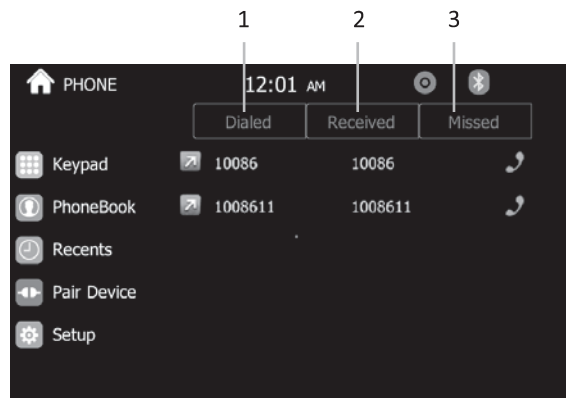 1 2 3
PHONE 12:01 AM
Dialed Received Missed
Keypad 10086 10086
PhoneBook 1008611 1008611
Recents
Pair Device
Setup